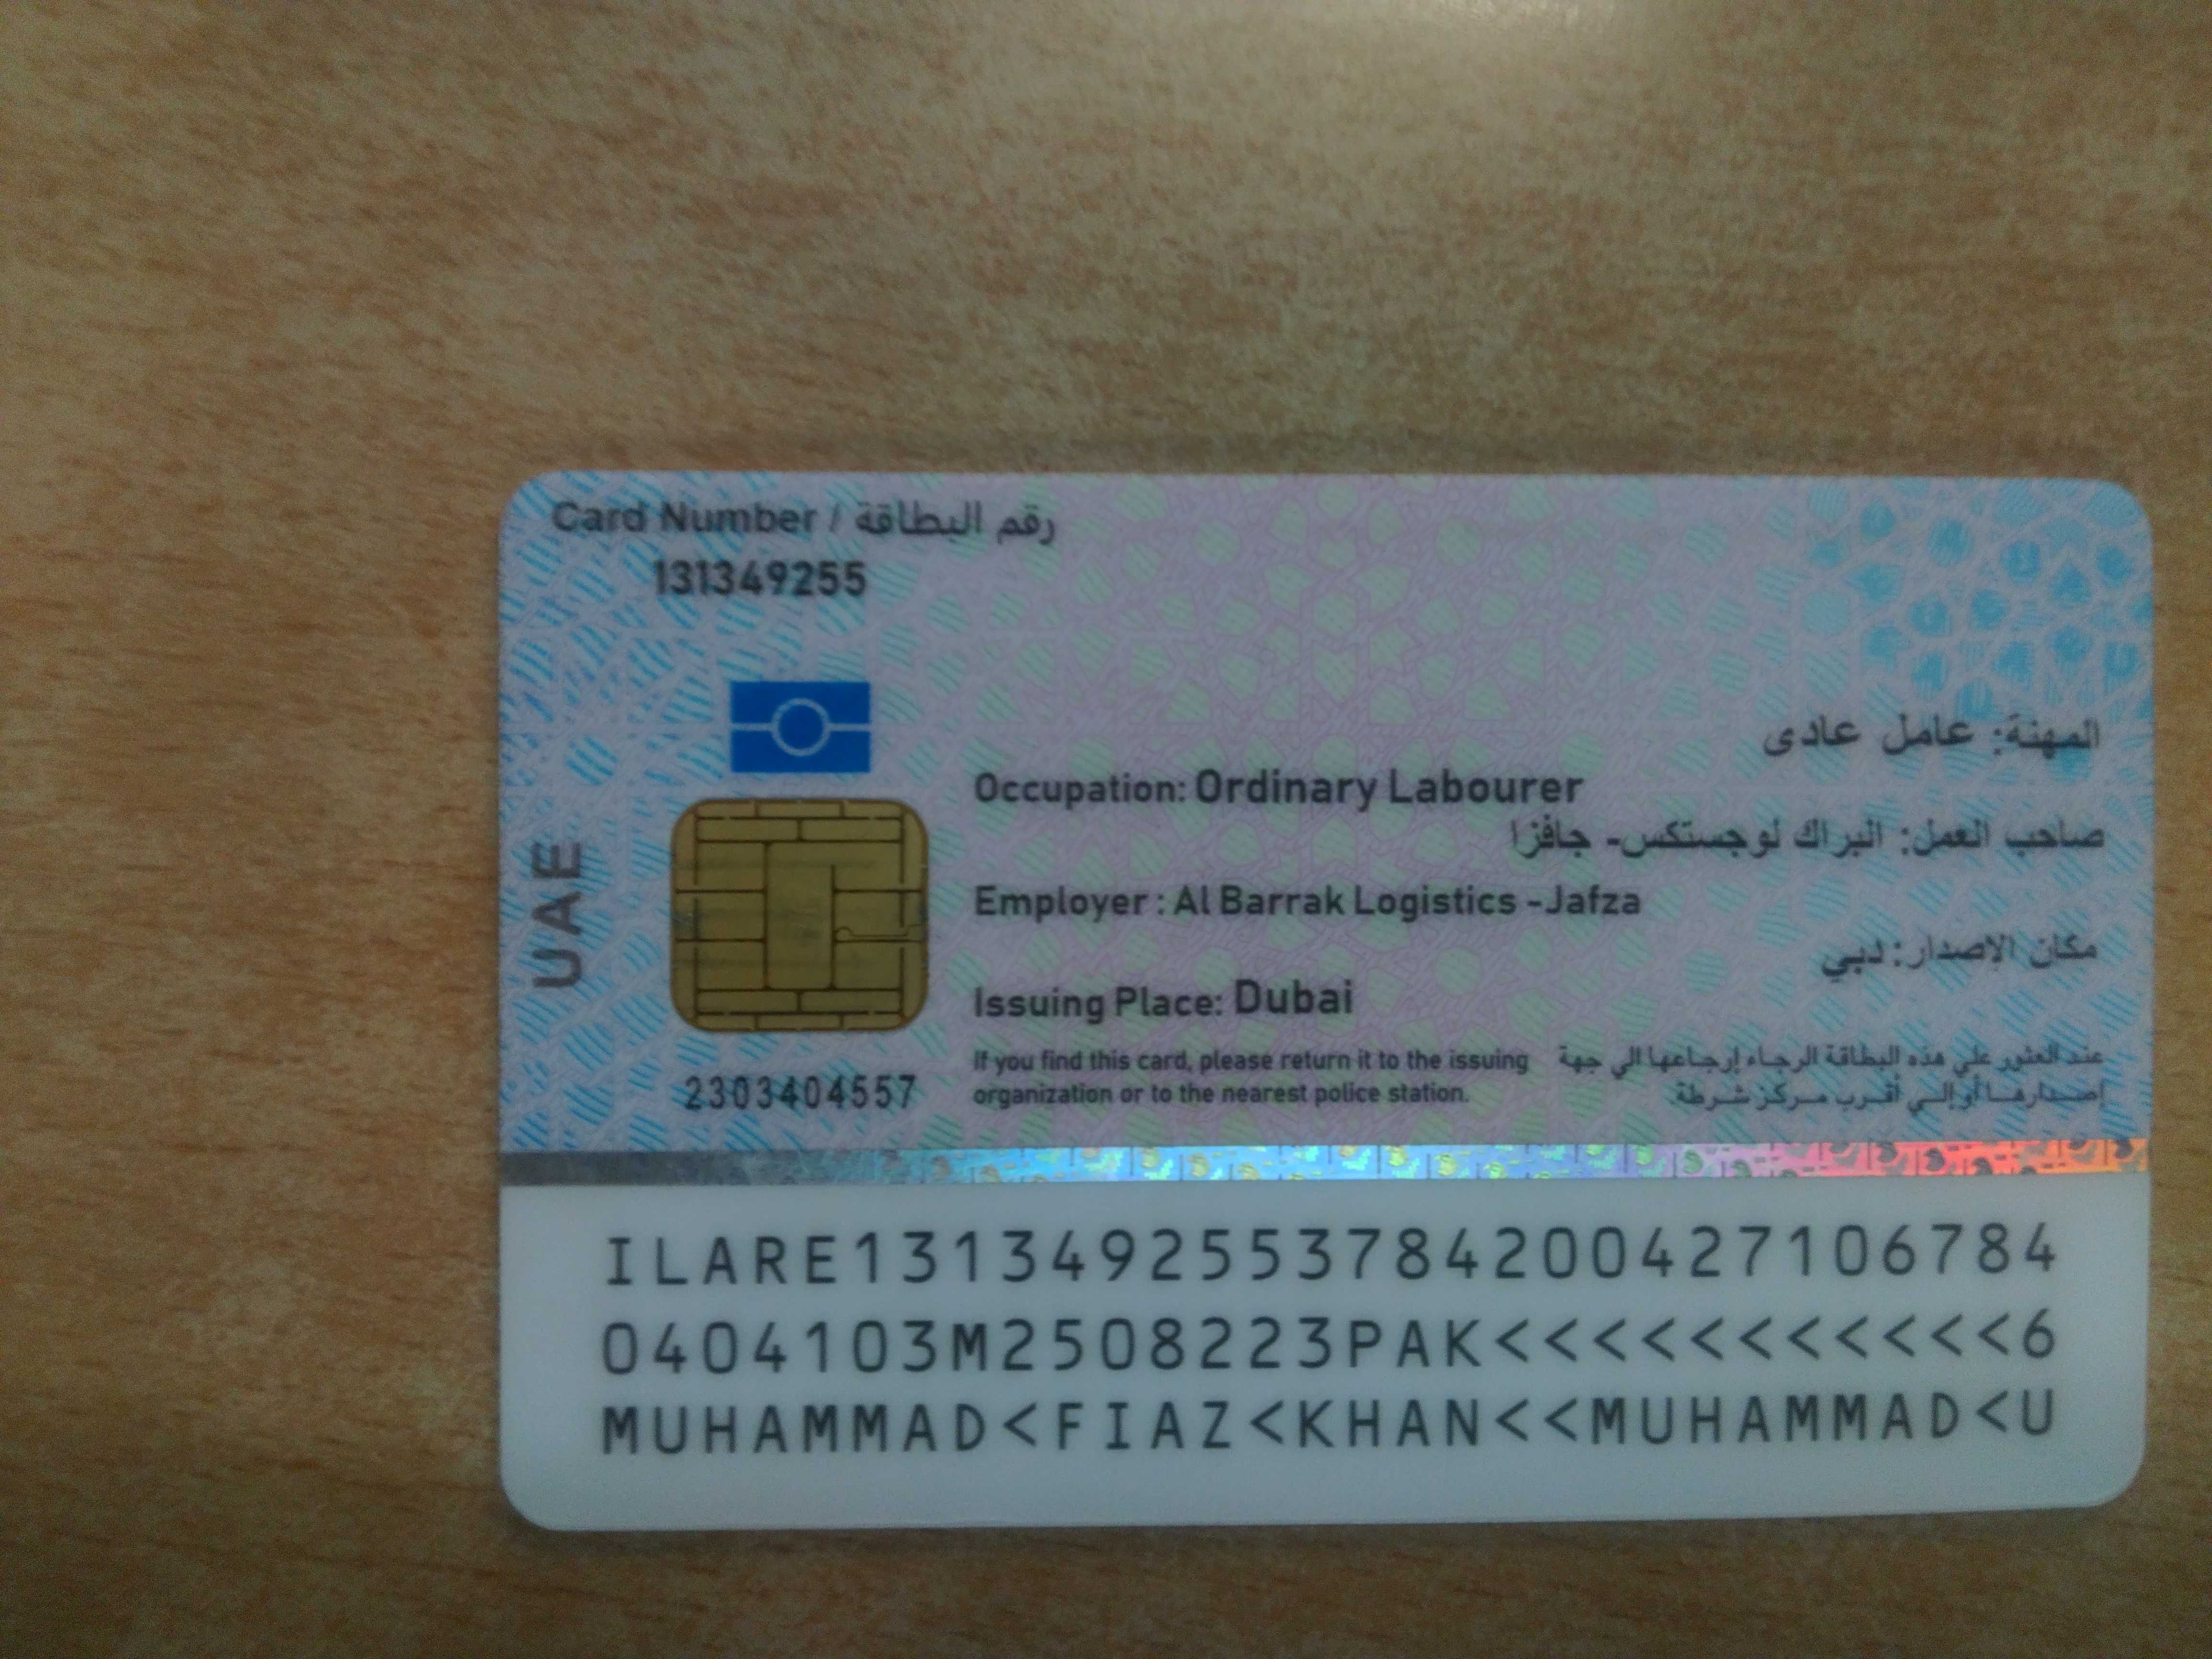 Card Number / رقم البطاقة
131349255
المهنة: عامل عادى
Occupation: Ordinary Labourer
صاحب العمل: البراك لوجستكس- جافزا
Employer : Al Barrak Logistics -Jafza
مكان الإصدار: دبي
Issuing Place: Dubai
UAE
2303404557
If you find this card, please return it to the issuing
organization or to the nearest police station.
عند العثور علي هذه البطاقة الرجاء إرجاعها الي جهة
إصدارها أو إلي أقرب مركز شرطة
ILARE1313492553784200427106784
0404103M2508223PAK<<<<<<<<<<<6
MUHAMMAD<FIAZ<KHAN<<MUHAMMAD<U